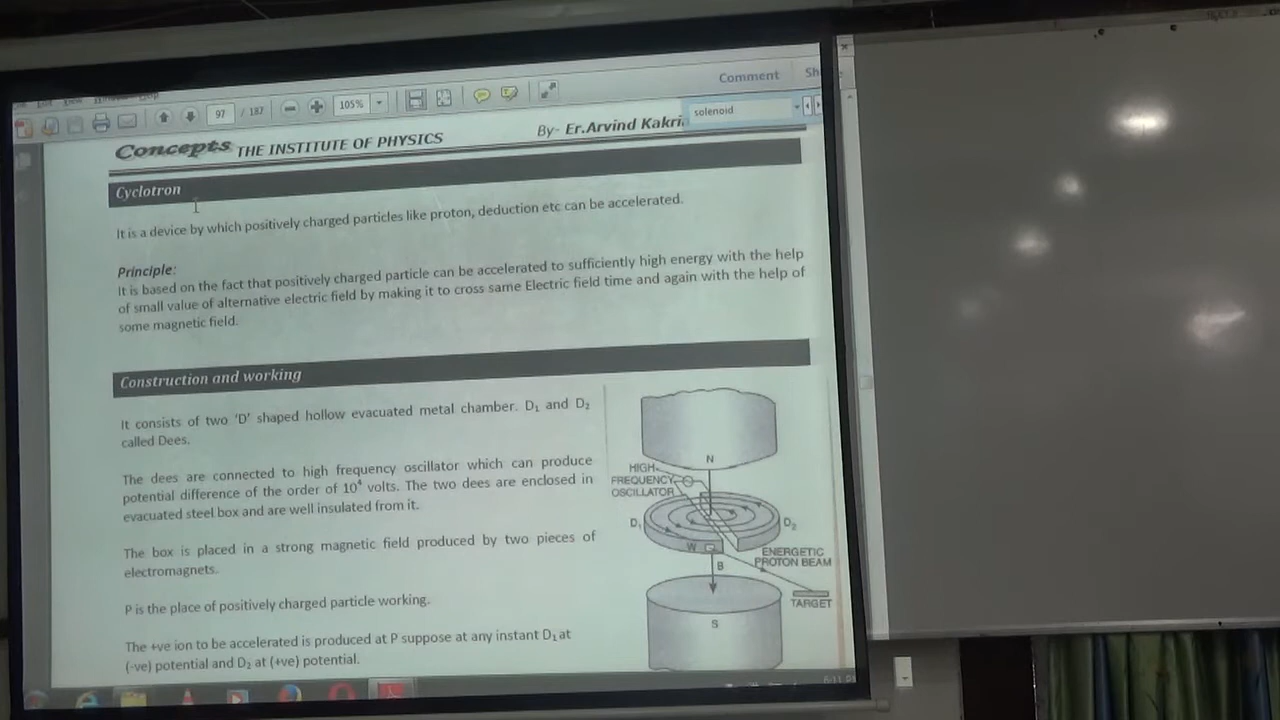 Comment
97 / 187
105%
solenoid
Concepts THE INSTITUTE OF PHYSICS
By- Er.Arvind
Cyclotron
It is a device by which positively charged particles like proton, deduction etc can be accelerated.
Principle:
It is based on the fact that positively charged particle can be accelerated to sufficiently high energy with the help
of small value of alternative electric field by making it to cross same Electric field time and again with the help of
some magnetic field.
Construction and working
It consists of two 'D' shaped hollow evacuated metal chamber. D₁ and D₂
called Dees.
The dees are connected to high frequency oscillator which can produce
potential difference of the order of 10⁴ volts. The two dees are enclosed in
evacuated steel box and are well insulated from it.
The box is placed in a strong magnetic field produced by two pieces of
electromagnets.
P is the place of positively charged particle working.
The +ve ion to be accelerated is produced at P suppose at any instant D₁at
(-ve) potential and D₂ at (+ve) potential.
N
HIGH
FREQUENCY
OSCILLATOR
D₁
D₂
W
ENERGETIC
PROTON BEAM
B
TARGET
S